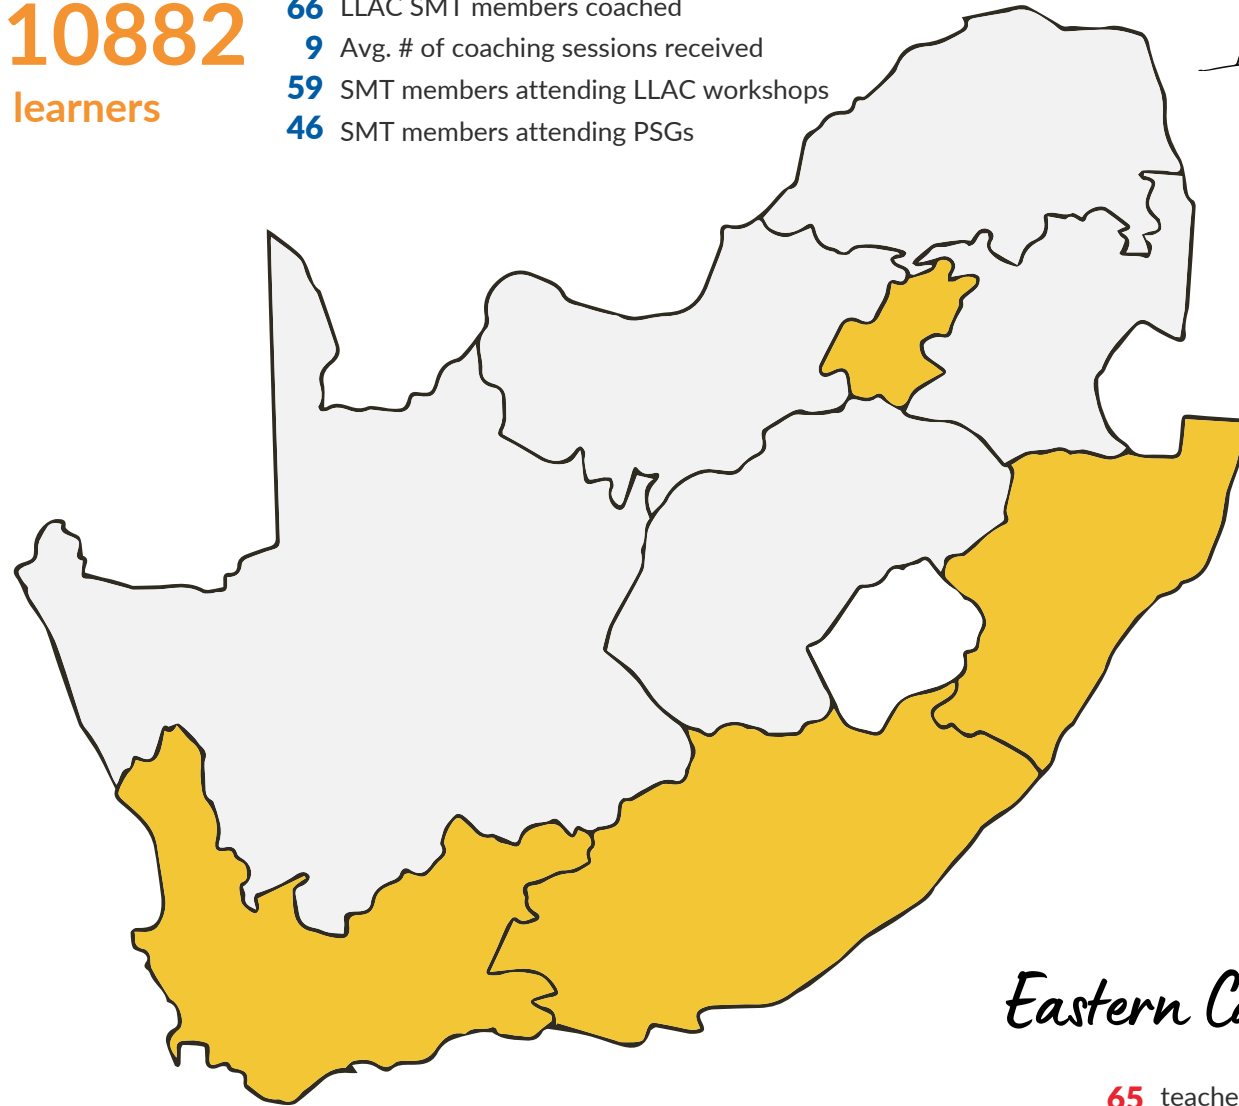 10882
learners
66 LLAC SMT members coached
9 Avg. # of coaching sessions received
59 SMT members attending LLAC workshops
46 SMT members attending PSGs
Eastern
65